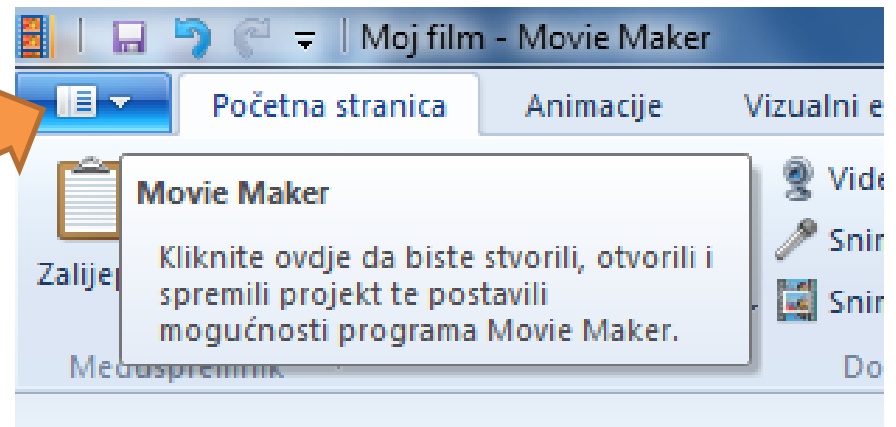 Moj film - Movie Maker
Početna stranica Animacije Vizualni
Movie Maker
Kliknite ovdje da biste stvorili, otvorili i
spremili projekt te postavili
mogućnosti programa Movie Maker.